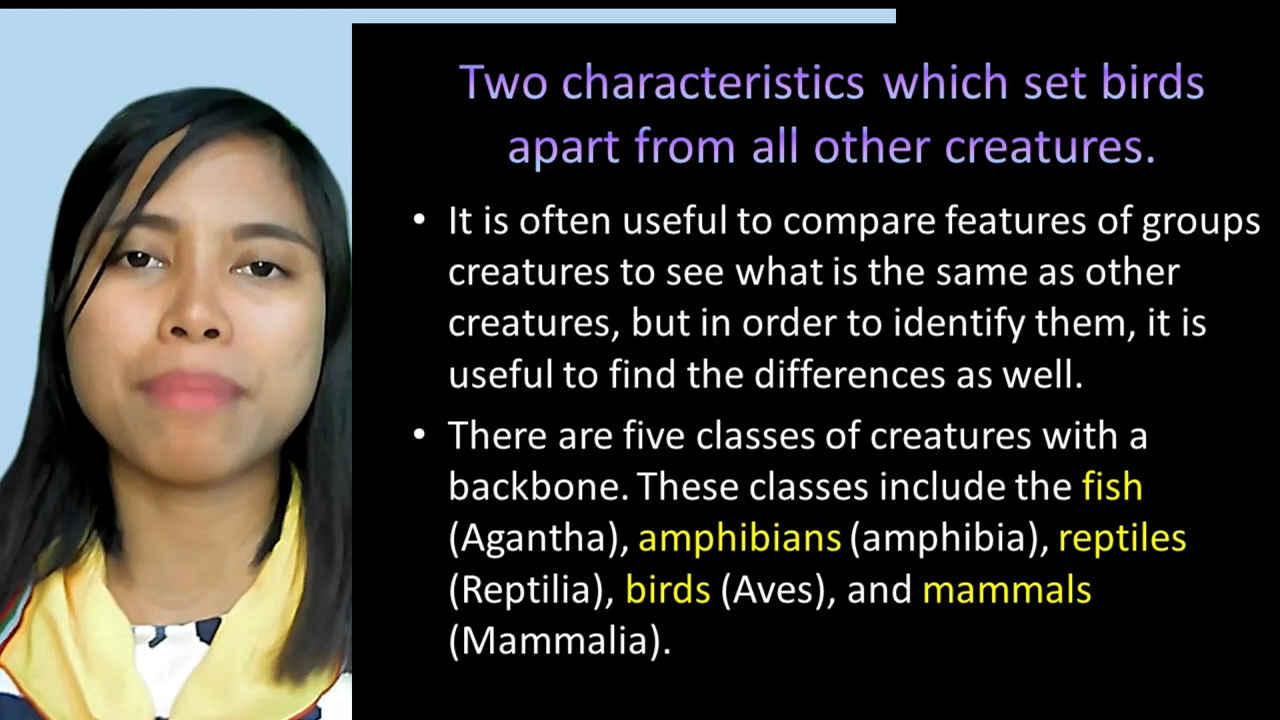 Two characteristics which set birds
apart from all other creatures.
• It is often useful to compare features of groups
creatures to see what is the same as other
creatures, but in order to identify them, it is
useful to find the differences as well.
• There are five classes of creatures with a
backbone. These classes include the fish
(Agantha), amphibians (amphibia), reptiles
(Reptilia), birds (Aves), and mammals
(Mammalia).